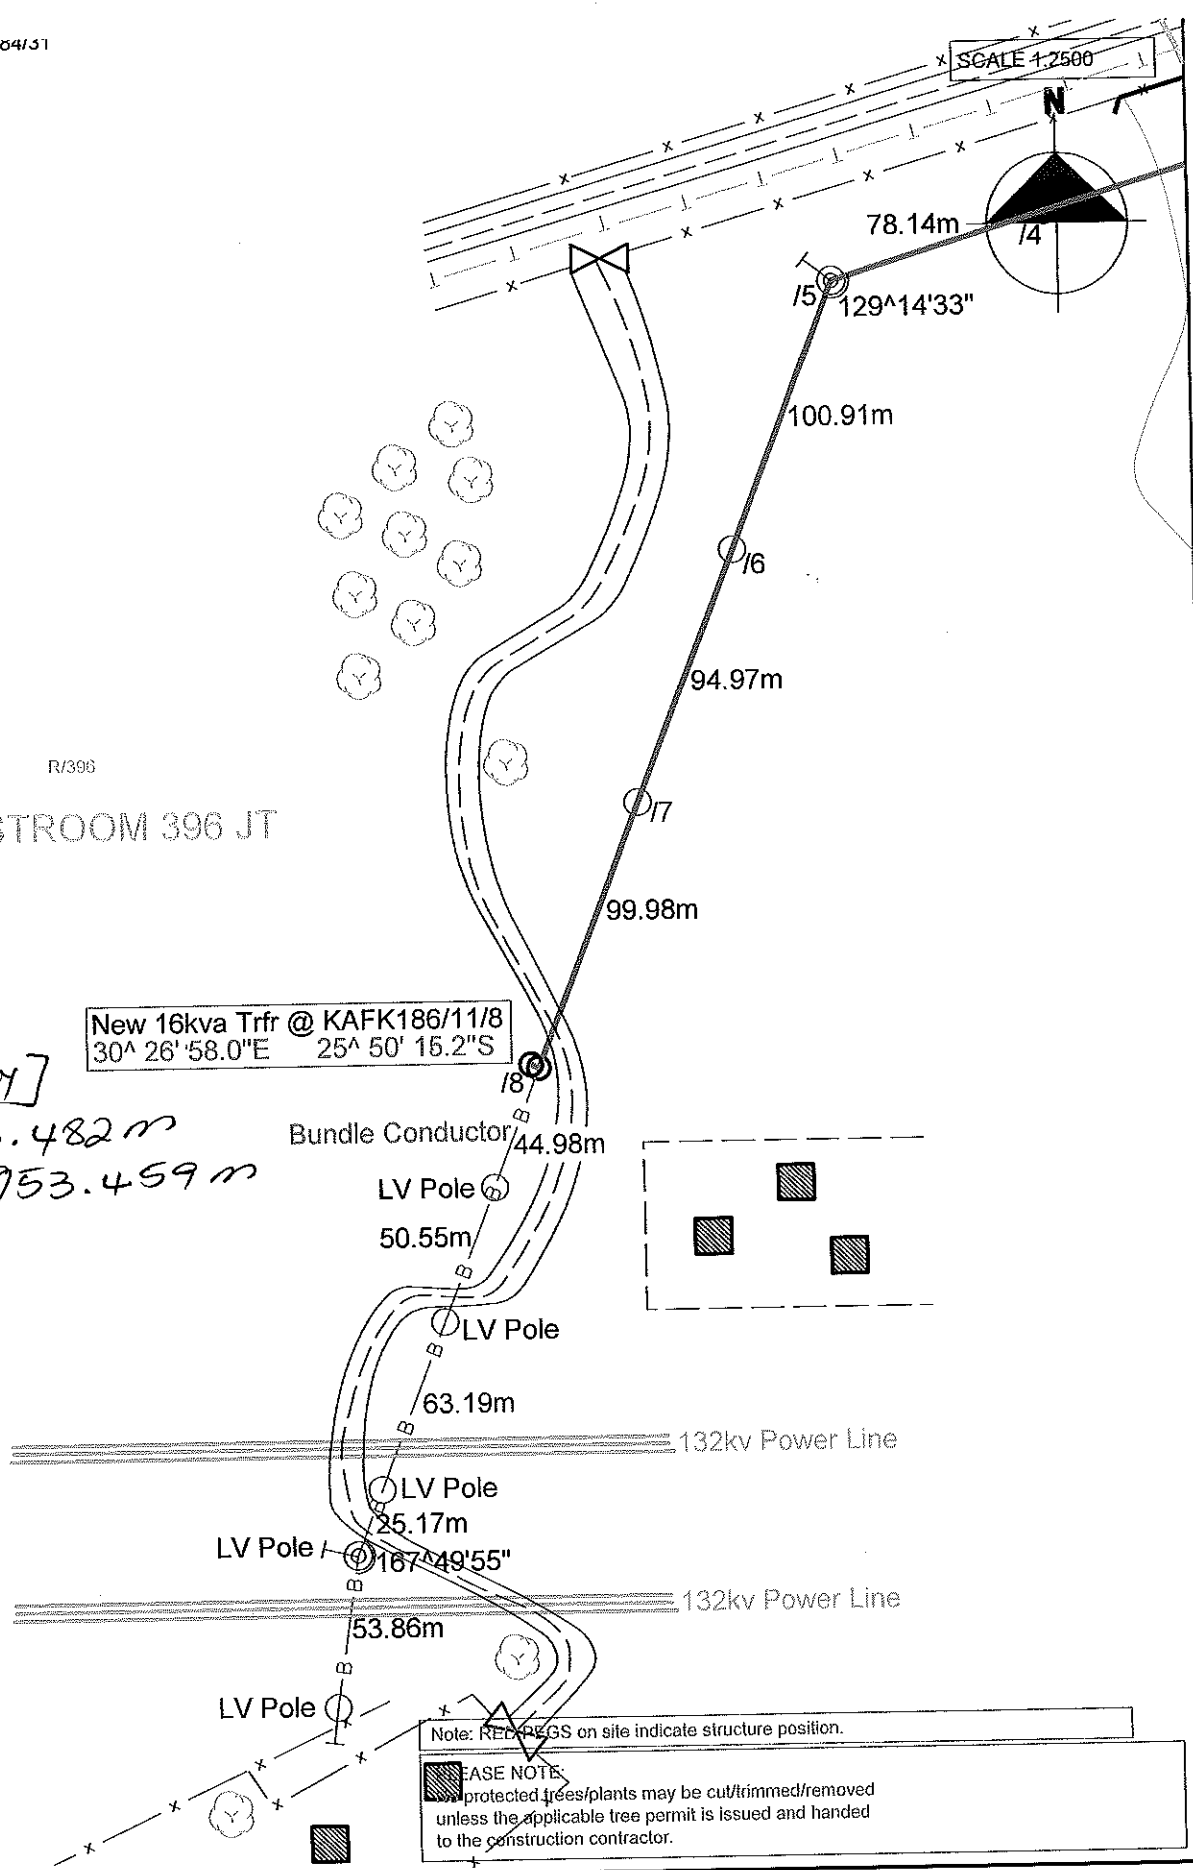 84/31
SCALE 1:2500
N
78.14m
/4
/5
129^14'33"
100.91m
/6
94.97m
R/396
STROOM 396 JT
/7
99.98m
New 16kva Trfr @ KAFK186/11/8
30^ 26' 58.0"E 25^ 50' 15.2"S
/8
.482m
953.459m
B
Bundle Conductor
44.98m
LV Pole
B
50.55m
B
LV Pole
B
63.19m
B
132kv Power Line
LV Pole
B
25.17m
LV Pole
167^49'55"
B
132kv Power Line
53.86m
B
LV Pole
Note: RED PEGS on site indicate structure position.
EASE NOTE:
protected trees/plants may be cut/trimmed/removed
unless the applicable tree permit is issued and handed
to the construction contractor.